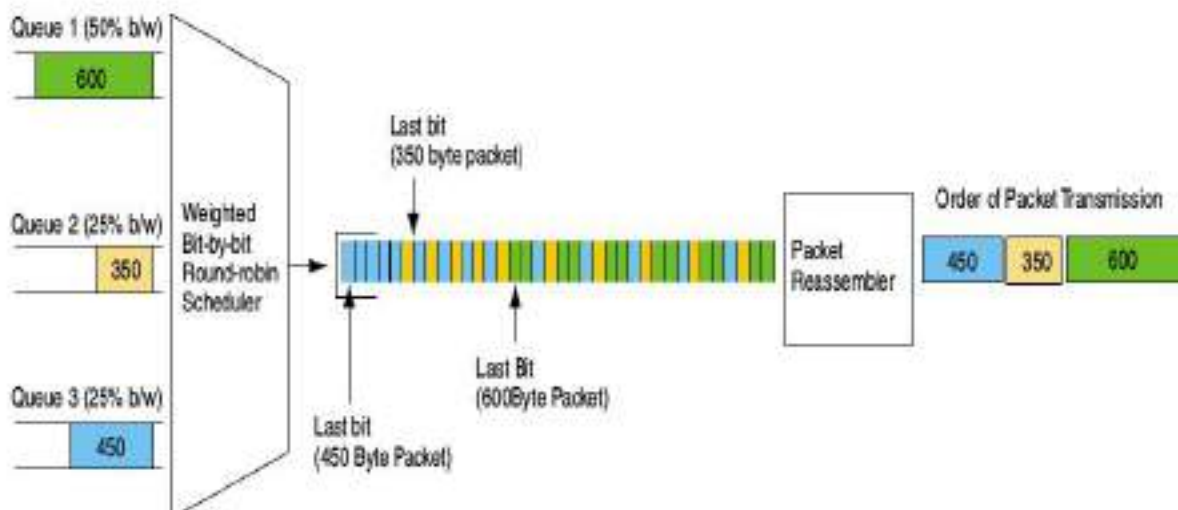 Queue 1 (50% b/w)
600
Queue 2 (25% b/w)
350
Queue 3 (25% b/w)
450
Weighted
Bit-by-bit
Round-robin
Scheduler
Last bit
(350 byte packet)
Last bit
(450 Byte Packet)
Last Bit
(600Byte Packet)
Packet
Reassembler
Order of Packet Transmission
450
350
600